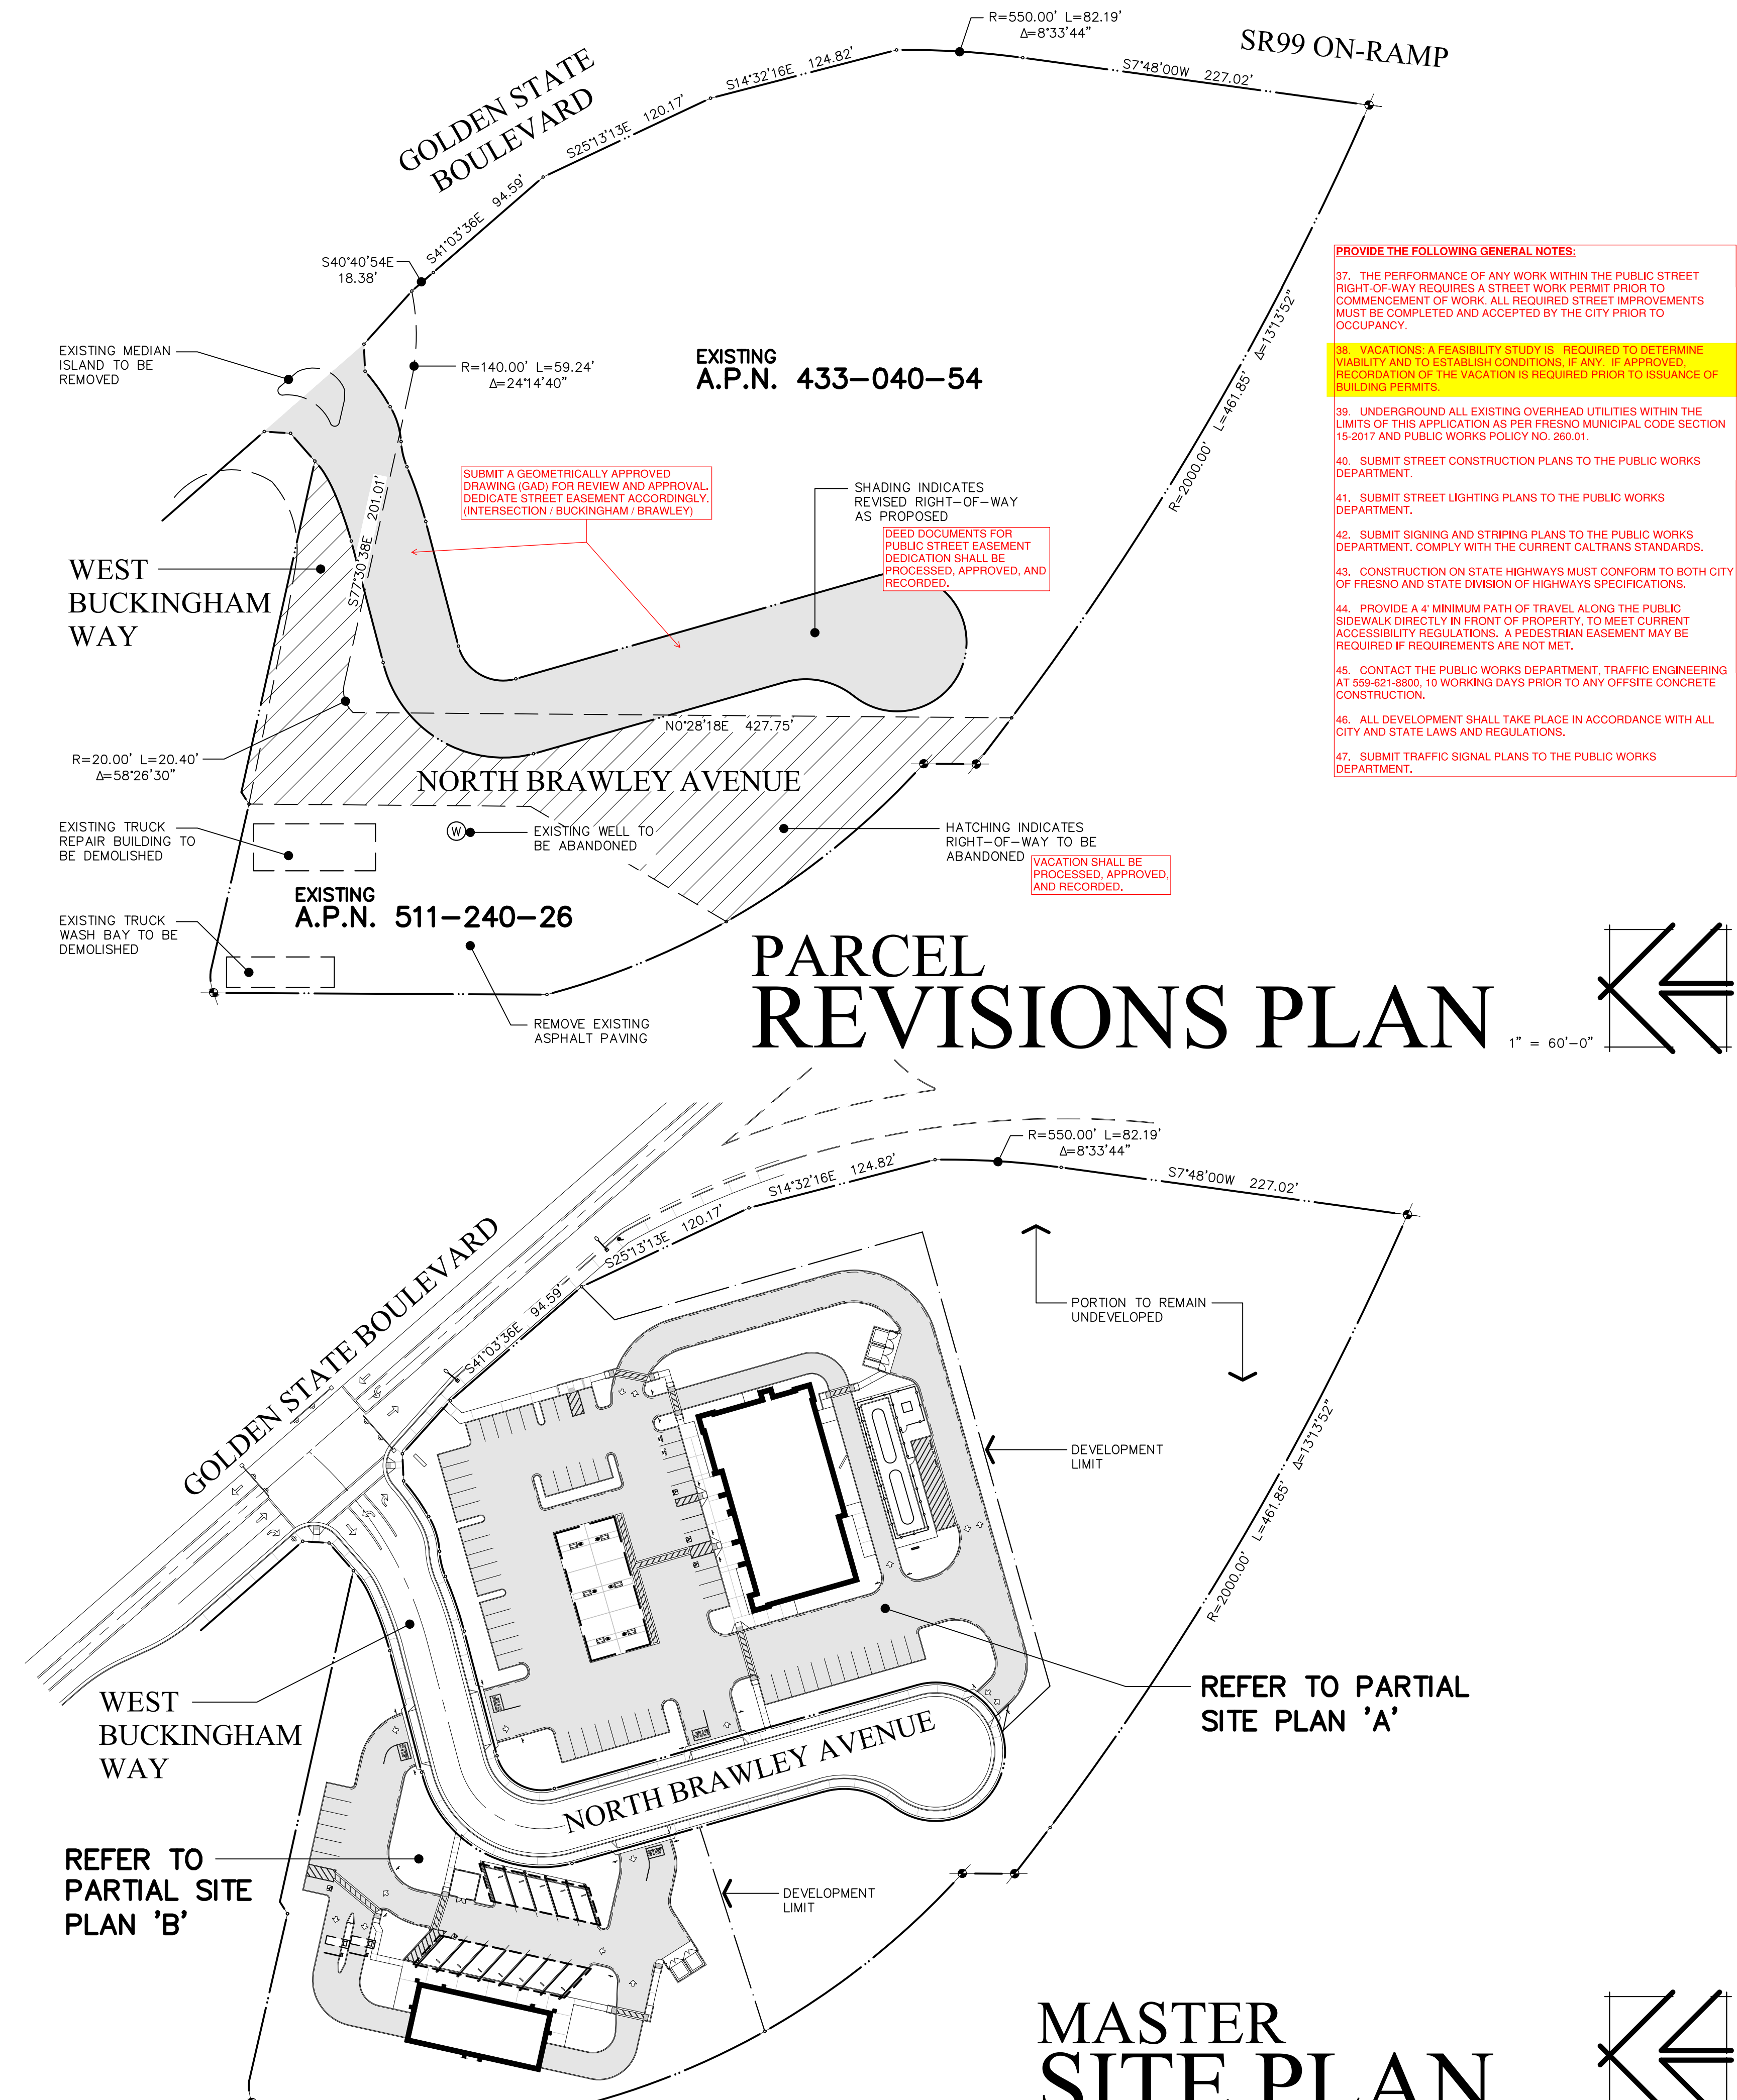 R=550.00' L=82.19'
Δ=8°33'44"
SR99 ON-RAMP
GOLDEN STATE
BOULEVARD
S14°32'16E 124.82'
S7°48'00W 227.02'
S25°13'13E 120.17'
S41°03'36E 94.59'
S40°40'54E
18.38'
EXISTING MEDIAN
ISLAND TO BE
REMOVED
R=140.00' L=59.24'
Δ=24°14'40"
EXISTING
A.P.N. 433-040-54
R=2000.00' L=461.85' Δ=13°13'52"
PROVIDE THE FOLLOWING GENERAL NOTES:
37. THE PERFORMANCE OF ANY WORK WITHIN THE PUBLIC STREET
RIGHT-OF-WAY REQUIRES A STREET WORK PERMIT PRIOR TO
COMMENCEMENT OF WORK. ALL REQUIRED STREET IMPROVEMENTS
MUST BE COMPLETED AND ACCEPTED BY THE CITY PRIOR TO
OCCUPANCY.
38. VACATIONS: A FEASIBILITY STUDY IS REQUIRED TO DETERMINE
VIABILITY AND TO ESTABLISH CONDITIONS, IF ANY. IF APPROVED,
RECORDATION OF THE VACATION IS REQUIRED PRIOR TO ISSUANCE OF
BUILDING PERMITS.
39. UNDERGROUND ALL EXISTING OVERHEAD UTILITIES WITHIN THE
LIMITS OF THIS APPLICATION AS PER FRESNO MUNICIPAL CODE SECTION
15-2017 AND PUBLIC WORKS POLICY NO. 260.01.
40. SUBMIT STREET CONSTRUCTION PLANS TO THE PUBLIC WORKS
DEPARTMENT.
41. SUBMIT STREET LIGHTING PLANS TO THE PUBLIC WORKS
DEPARTMENT.
42. SUBMIT SIGNING AND STRIPING PLANS TO THE PUBLIC WORKS
DEPARTMENT. COMPLY WITH THE CURRENT CALTRANS STANDARDS.
43. CONSTRUCTION ON STATE HIGHWAYS MUST CONFORM TO BOTH CITY
OF FRESNO AND STATE DIVISION OF HIGHWAYS SPECIFICATIONS.
44. PROVIDE A 4' MINIMUM PATH OF TRAVEL ALONG THE PUBLIC
SIDEWALK DIRECTLY IN FRONT OF PROPERTY, TO MEET CURRENT
ACCESSIBILITY REGULATIONS. A PEDESTRIAN EASEMENT MAY BE
REQUIRED IF REQUIREMENTS ARE NOT MET.
45. CONTACT THE PUBLIC WORKS DEPARTMENT, TRAFFIC ENGINEERING
AT 559-621-8800, 10 WORKING DAYS PRIOR TO ANY OFFSITE CONCRETE
CONSTRUCTION.
46. ALL DEVELOPMENT SHALL TAKE PLACE IN ACCORDANCE WITH ALL
CITY AND STATE LAWS AND REGULATIONS.
47. SUBMIT TRAFFIC SIGNAL PLANS TO THE PUBLIC WORKS
DEPARTMENT.
SUBMIT A GEOMETRICALLY APPROVED
DRAWING (GAD) FOR REVIEW AND APPROVAL.
DEDICATE STREET EASEMENT ACCORDINGLY.
(INTERSECTION / BUCKINGHAM / BRAWLEY)
SHADING INDICATES
REVISED RIGHT-OF-WAY
AS PROPOSED
DEED DOCUMENTS FOR
PUBLIC STREET EASEMENT
DEDICATION SHALL BE
PROCESSED, APPROVED, AND
RECORDED.
S77°30'38E 201.01'
WEST
BUCKINGHAM
WAY
N0°28'18E 427.75'
R=20.00' L=20.40'
Δ=58°26'30"
NORTH BRAWLEY AVENUE
EXISTING TRUCK
REPAIR BUILDING TO
BE DEMOLISHED
W
EXISTING WELL TO
BE ABANDONED
HATCHING INDICATES
RIGHT-OF-WAY TO BE
ABANDONED
VACATION SHALL BE
PROCESSED, APPROVED,
AND RECORDED.
EXISTING
A.P.N. 511-240-26
EXISTING TRUCK
WASH BAY TO BE
DEMOLISHED
REMOVE EXISTING
ASPHALT PAVING
PARCEL
REVISIONS PLAN
1" = 60'-0"
R=550.00' L=82.19'
Δ=8°33'44"
S14°32'16E 124.82'
S7°48'00W 227.02'
S25°13'13E 120.17'
S41°03'36E 94.59'
GOLDEN STATE BOULEVARD
PORTION TO REMAIN
UNDEVELOPED
DEVELOPMENT
LIMIT
R=2000.00' L=461.85' Δ=13°13'52"
REFER TO PARTIAL
SITE PLAN 'A'
WEST
BUCKINGHAM
WAY
STOP
STOP
STOP
NORTH BRAWLEY AVENUE
STOP
REFER TO
PARTIAL SITE
PLAN 'B'
DEVELOPMENT
LIMIT
MASTER
SITE PLAN